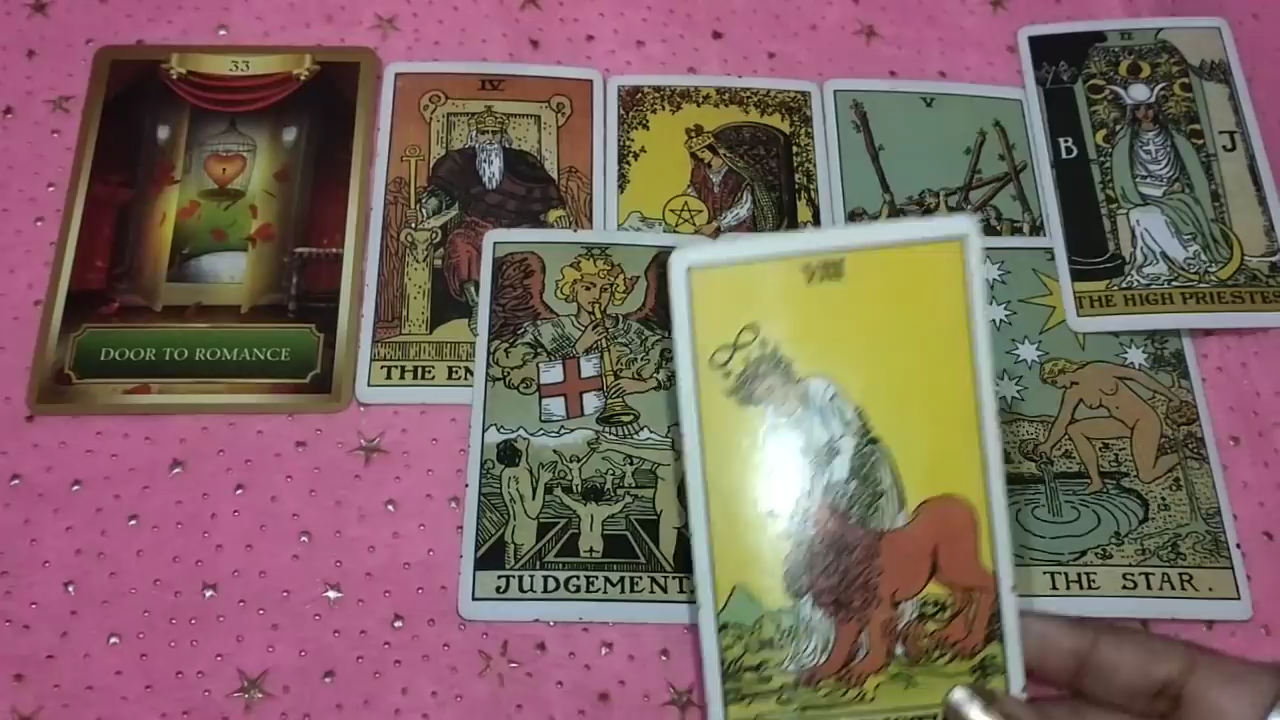 33
DOOR TO ROMANCE
IV
THE EM
V
II
B
J
THE HIGH PRIESTES
XX
JUDGEMENT.
VIII
THE STAR.